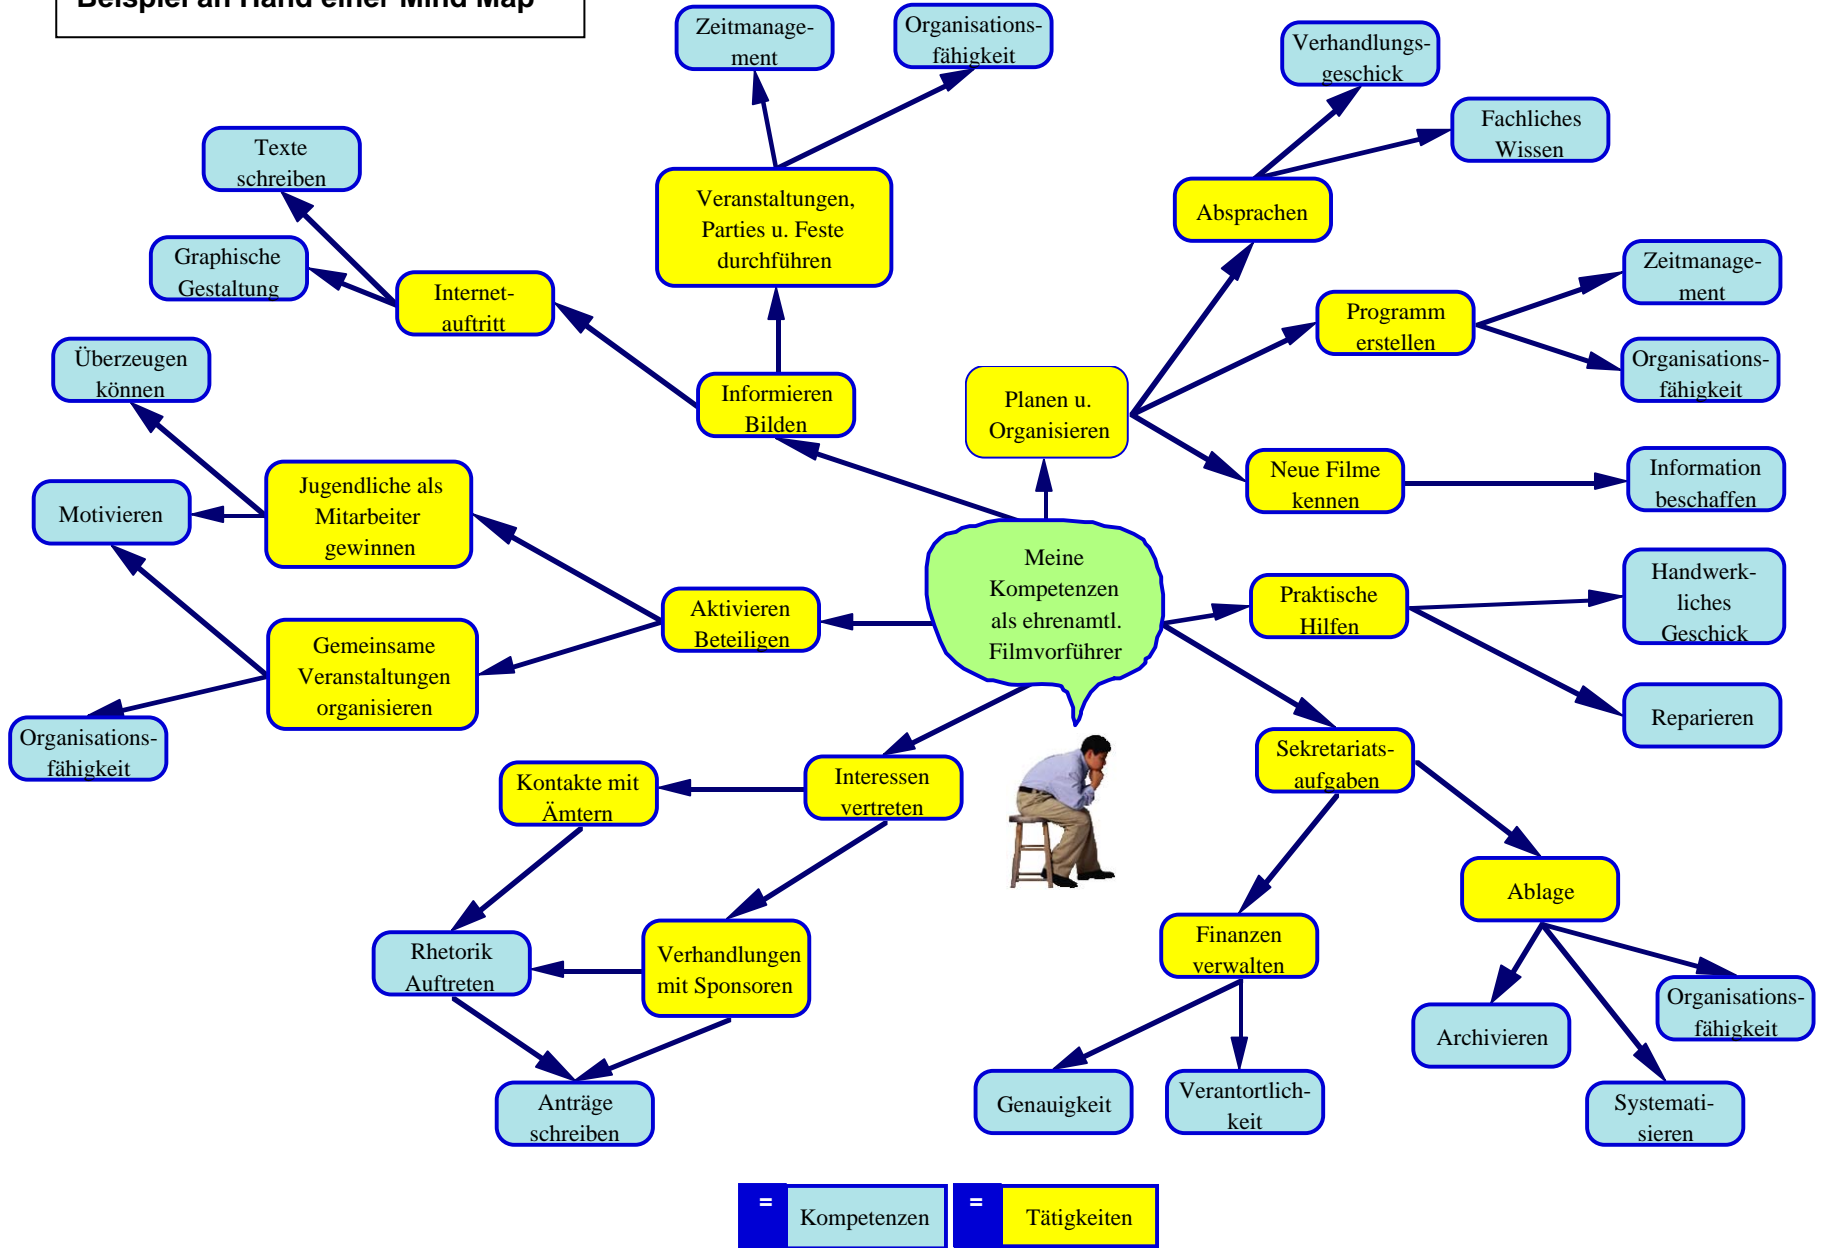 Beispiel an Hand einer Mind Map
Zeitmanage-
ment
Organisations-
fähigkeit
Verhandlungs-
geschick
Fachliches
Wissen
Texte
schreiben
Veranstaltungen,
Parties u. Feste
durchführen
Absprachen
Graphische
Gestaltung
Internet-
auftritt
Zeitmanage-
ment
Programm
erstellen
Organisations-
fähigkeit
Überzeugen
können
Informieren
Bilden
Planen u.
Organisieren
Neue Filme
kennen
Information
beschaffen
Jugendliche als
Mitarbeiter
gewinnen
Motivieren
Meine
Kompetenzen
als ehrenamtl.
Filmvorführer
Handwerk-
liches
Geschick
Praktische
Hilfen
Aktivieren
Beteiligen
Gemeinsame
Veranstaltungen
organisieren
Reparieren
Organisations-
fähigkeit
Sekretariats-
aufgaben
Kontakte mit
Ämtern
Interessen
vertreten
Ablage
Rhetorik
Auftreten
Verhandlungen
mit Sponsoren
Finanzen
verwalten
Organisations-
fähigkeit
Archivieren
Genauigkeit
Verantortlich-
keit
Anträge
schreiben
Systemati-
sieren
= Kompetenzen
= Tätigkeiten